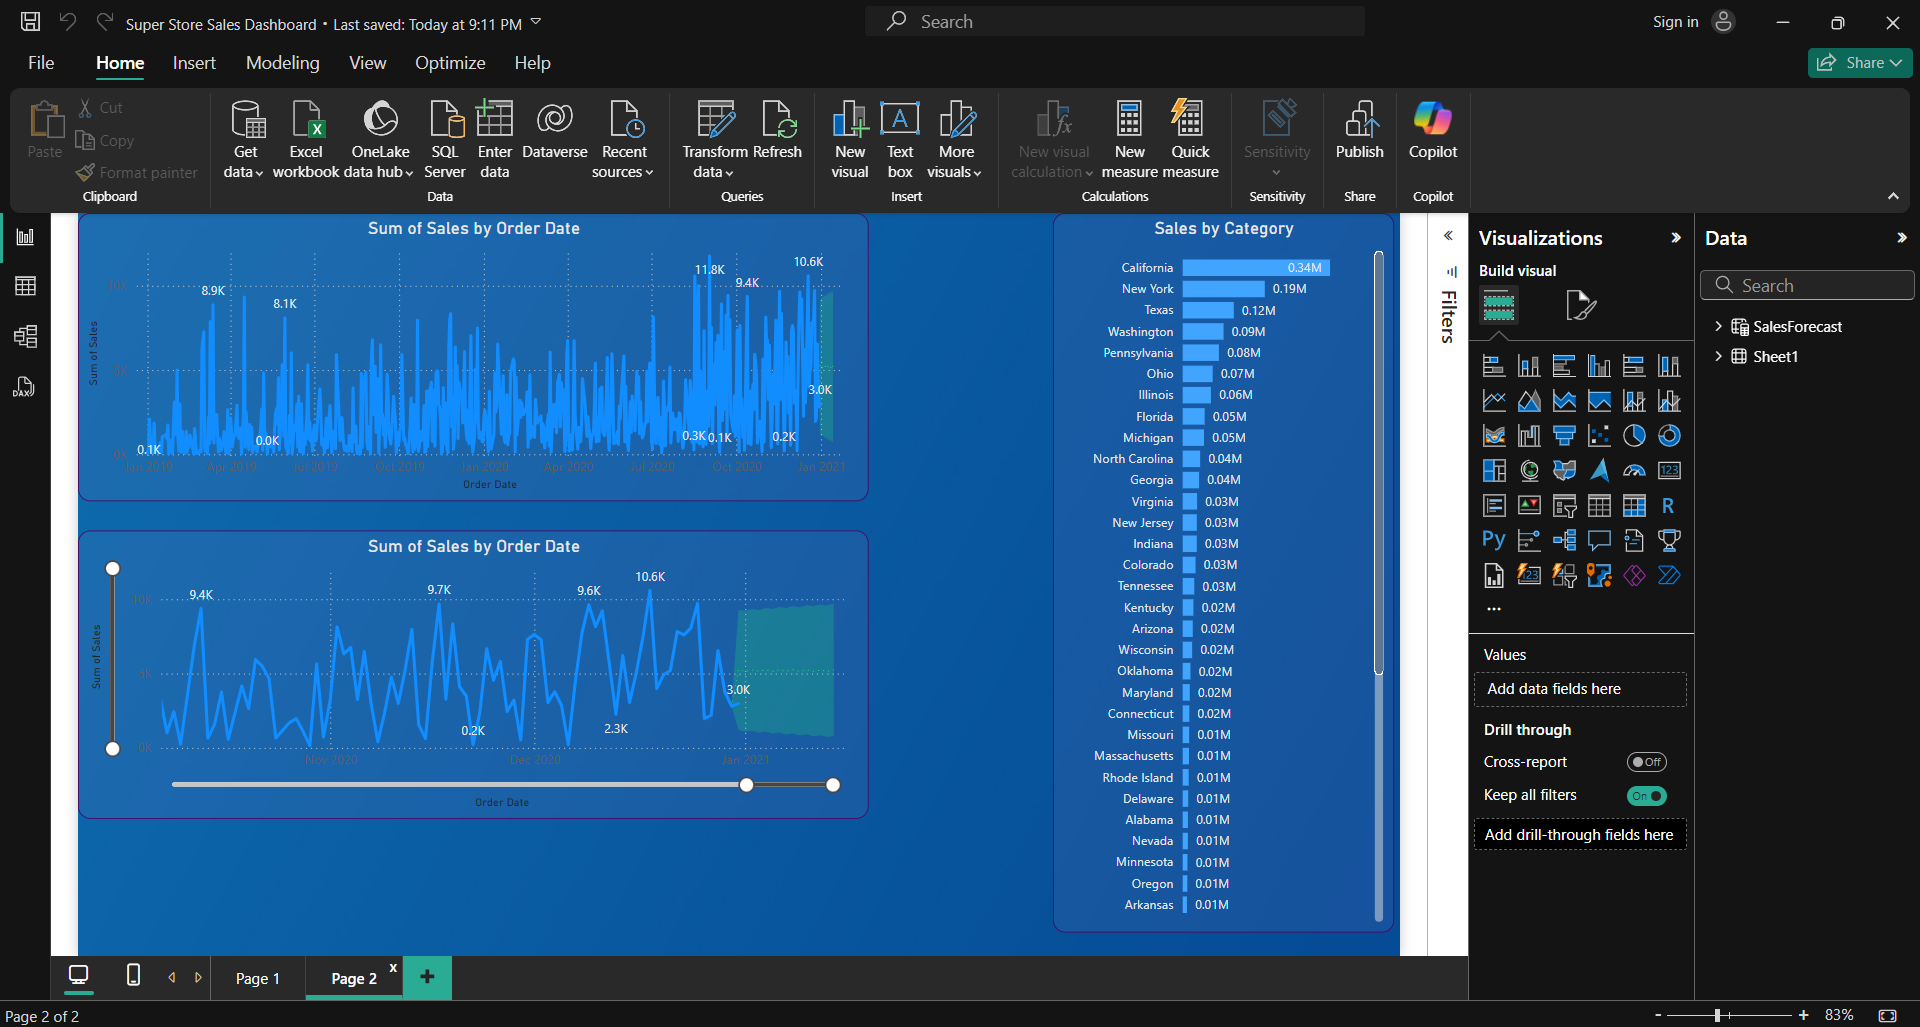 Super Store Sales Dashboard • Last saved: Today at 9:11 PM
Search
Sign in
File Home Insert Modeling View Optimize Help
Share
Paste
Cut
Copy
Format painter
Clipboard
Get data
Excel workbook
OneLake data hub
SQL Server
Enter data
Dataverse
Recent sources
Data
Transform data
Refresh
Queries
New visual
Text box
More visuals
Insert
New visual calculation
New measure
Quick measure
Calculations
Sensitivity
Sensitivity
Publish
Share
Copilot
Copilot
DAX
Sum of Sales by Order Date
Sum of Sales
10K
5K
0K
8.9K
8.1K
11.8K
9.4K
10.6K
3.0K
0.1K
0.0K
0.3K
0.1K
0.2K
Jan 2019 Apr 2019 Jul 2019 Oct 2019 Jan 2020 Apr 2020 Jul 2020 Oct 2020 Jan 2021
Order Date
Sum of Sales by Order Date
Sum of Sales
10K
5K
0K
9.4K
9.7K
9.6K
10.6K
3.0K
0.2K
2.3K
Nov 2020 Dec 2020 Jan 2021
Order Date
Sales by Category
California 0.34M
New York 0.19M
Texas 0.12M
Washington 0.09M
Pennsylvania 0.08M
Ohio 0.07M
Illinois 0.06M
Florida 0.05M
Michigan 0.05M
North Carolina 0.04M
Georgia 0.04M
Virginia 0.03M
New Jersey 0.03M
Indiana 0.03M
Colorado 0.03M
Tennessee 0.03M
Kentucky 0.02M
Arizona 0.02M
Wisconsin 0.02M
Oklahoma 0.02M
Maryland 0.02M
Connecticut 0.02M
Missouri 0.01M
Massachusetts 0.01M
Rhode Island 0.01M
Delaware 0.01M
Alabama 0.01M
Nevada 0.01M
Minnesota 0.01M
Oregon 0.01M
Arkansas 0.01M
Filters
Visualizations
Build visual
123
R
Py
123
...
Values
Add data fields here
Drill through
Cross-report Off
Keep all filters On
Add drill-through fields here
Data
Search
SalesForecast
Sheet1
Page 1
Page 2
x
+
Page 2 of 2
- + 83%